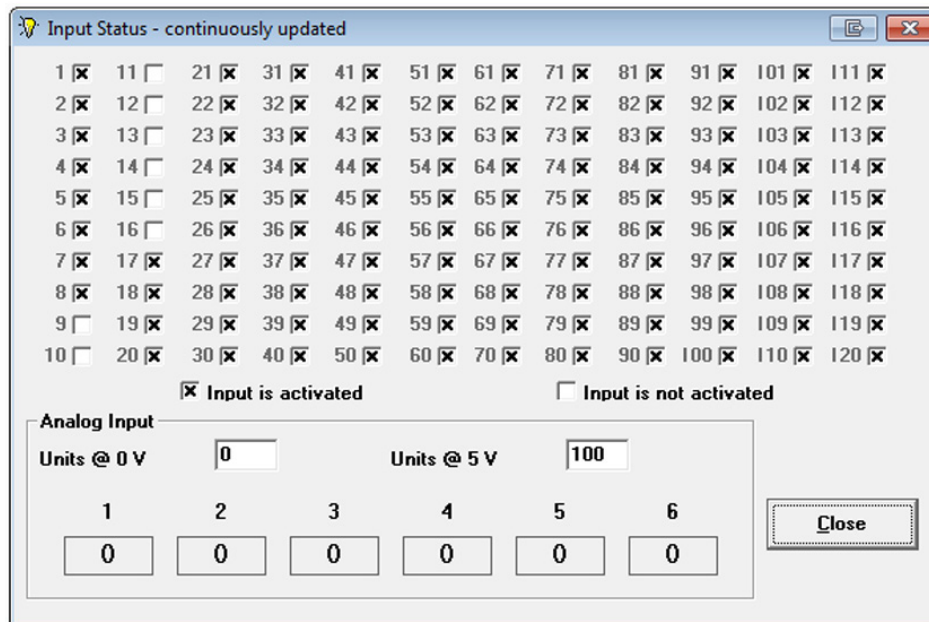 Input Status - continuously updated
1 11 21 31 41 51 61 71 81 91 101 111
2 12 22 32 42 52 62 72 82 92 102 112
3 13 23 33 43 53 63 73 83 93 103 113
4 14 24 34 44 54 64 74 84 94 104 114
5 15 25 35 45 55 65 75 85 95 105 115
6 16 26 36 46 56 66 76 86 96 106 116
7 17 27 37 47 57 67 77 87 97 107 117
8 18 28 38 48 58 68 78 88 98 108 118
9 19 29 39 49 59 69 79 89 99 109 119
10 20 30 40 50 60 70 80 90 100 110 120
Input is activated Input is not activated
Analog Input
Units @ 0 V 0 Units @ 5 V 100
1 2 3 4 5 6
0 0 0 0 0 0
Close